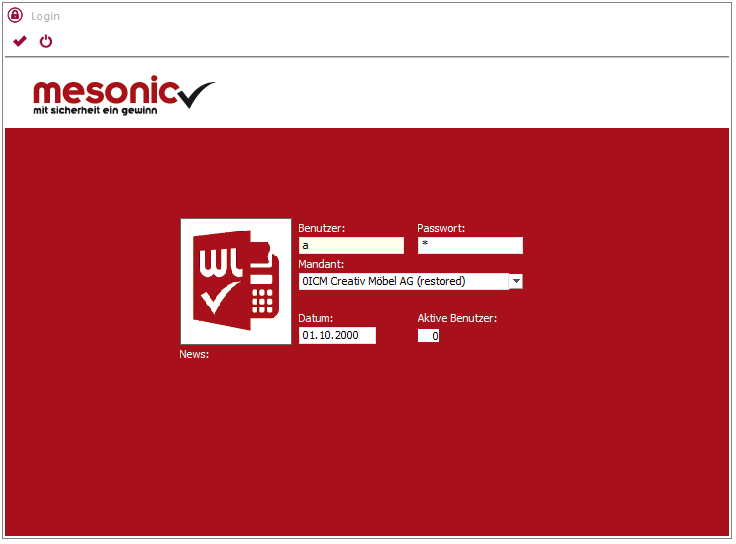 Login
mesonic
mit sicherheit ein gewinn
WL
Benutzer: Passwort:
a *
Mandant:
0ICM Creativ Möbel AG (restored)
Datum: Aktive Benutzer:
01.10.2000 0
News: